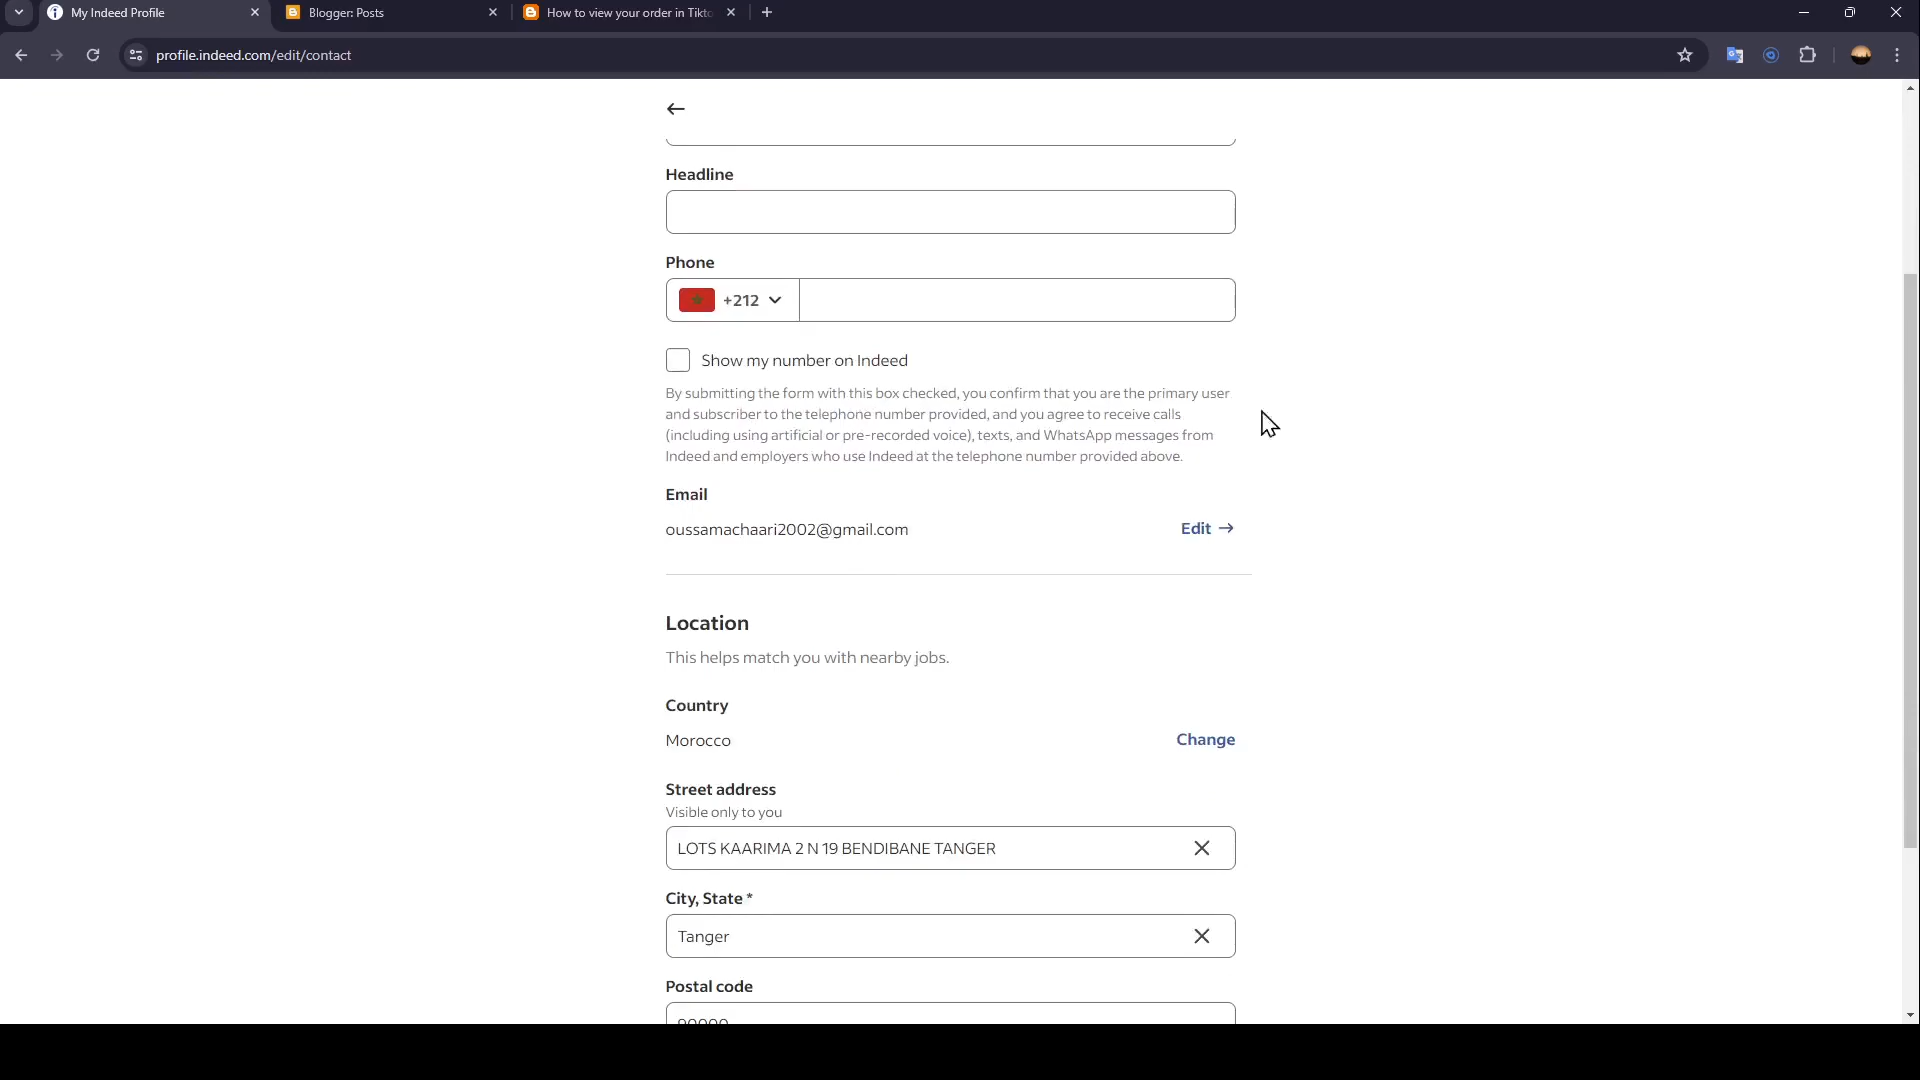 My Indeed Profile
Blogger: Posts
How to view your order in Tikt
profile.indeed.com/edit/contact
Headline
Phone
+212
Show my number on Indeed
By submitting the form with this box checked, you confirm that you are the primary user
and subscriber to the telephone number provided, and you agree to receive calls
(including using artificial or pre-recorded voice), texts, and WhatsApp messages from
Indeed and employers who use Indeed at the telephone number provided above.
Email
oussamachaari2002@gmail.com
Edit →
Location
This helps match you with nearby jobs.
Country
Morocco
Change
Street address
Visible only to you
LOTS KAARIMA 2 N 19 BENDIBANE TANGER
City, State *
Tanger
Postal code